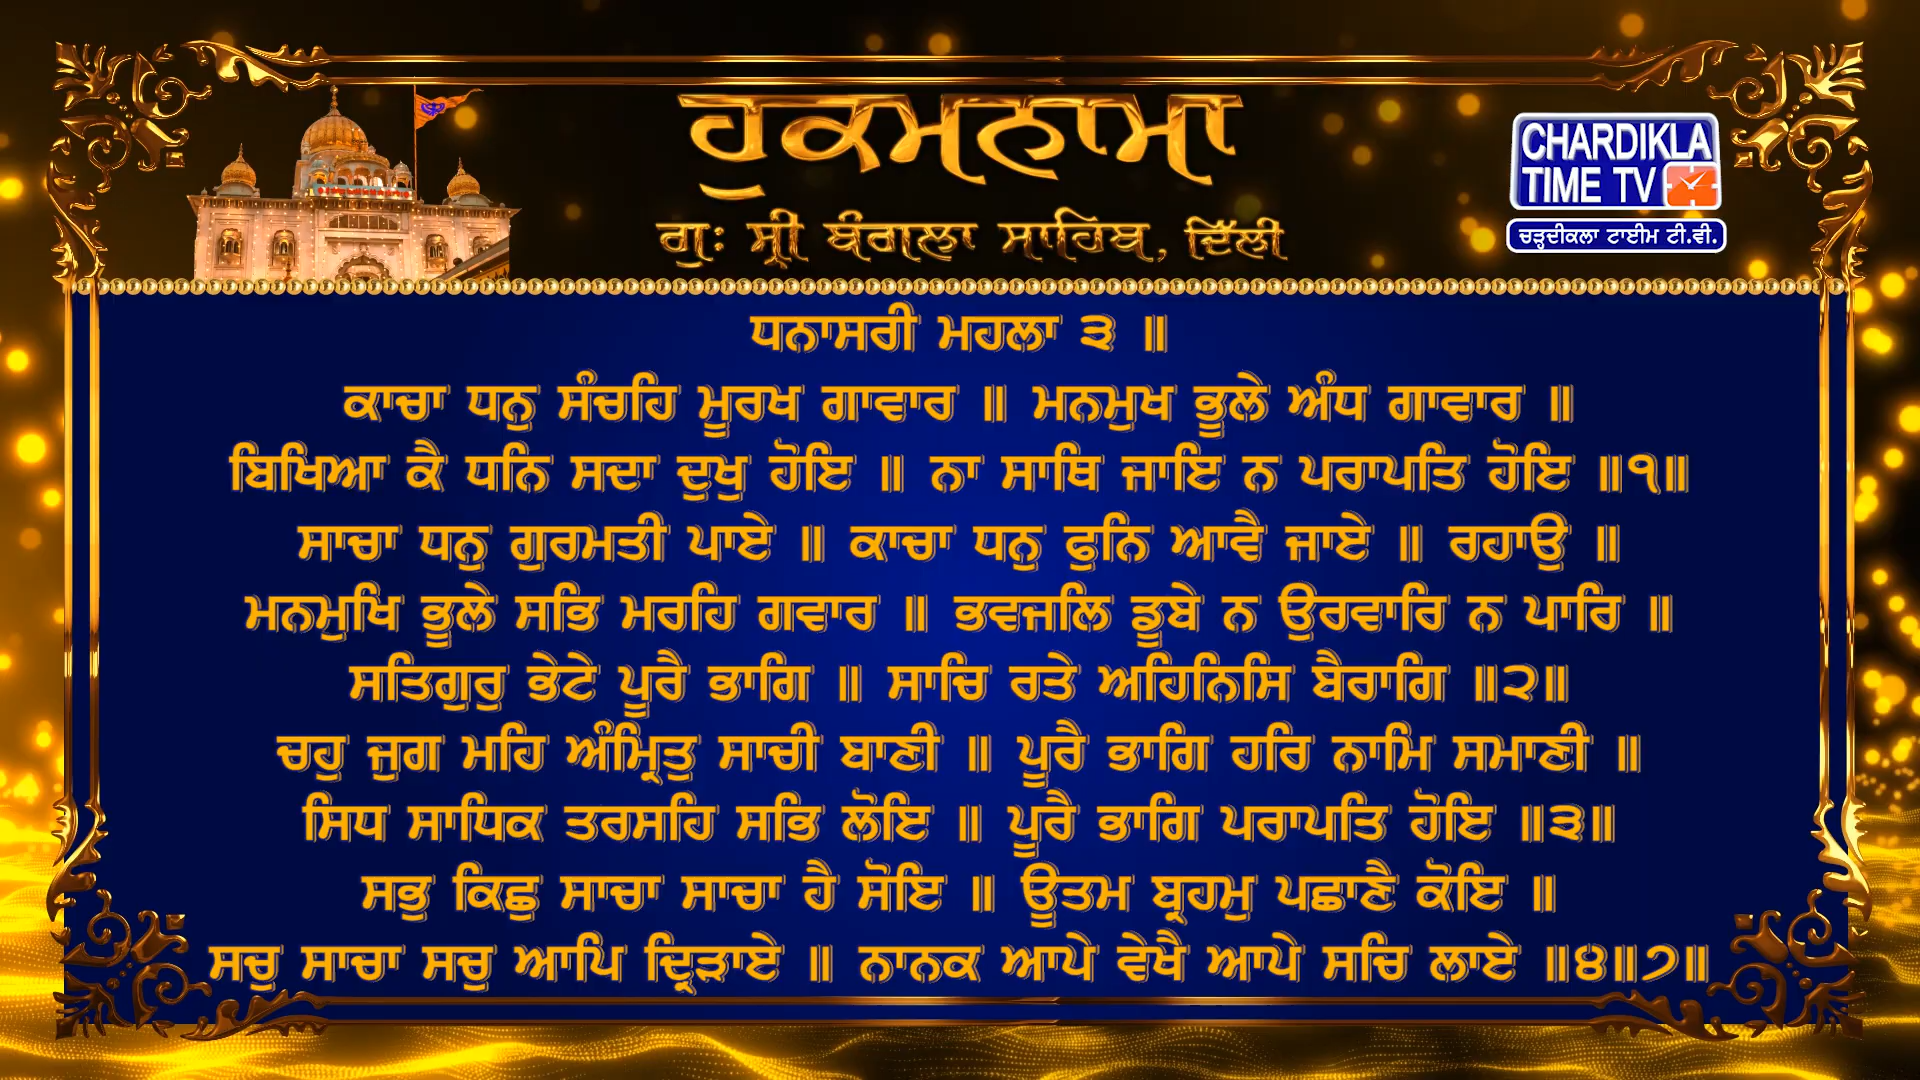 ਹੁਕਮਨਾਮਾ
ਗੁਃ ਸ੍ਰੀ ਬੰਗਲਾ ਸਾਹਿਬ, ਦਿੱਲੀ
CHARDIKLA
TIME TV
ਚੜ੍ਹਦੀਕਲਾ ਟਾਈਮ ਟੀ.ਵੀ.
ਧਨਾਸਰੀ ਮਹਲਾ ੩ ॥
ਕਾਚਾ ਧਨੁ ਸੰਚਹਿ ਮੂਰਖ ਗਾਵਾਰ ॥ ਮਨਮੁਖ ਭੂਲੇ ਅੰਧ ਗਾਵਾਰ ॥
ਬਿਖਿਆ ਕੈ ਧਨਿ ਸਦਾ ਦੁਖੁ ਹੋਇ ॥ ਨਾ ਸਾਥਿ ਜਾਇ ਨ ਪਰਾਪਤਿ ਹੋਇ ॥੧॥
ਸਾਚਾ ਧਨੁ ਗੁਰਮਤੀ ਪਾਏ ॥ ਕਾਚਾ ਧਨੁ ਫੁਨਿ ਆਵੈ ਜਾਏ ॥ ਰਹਾਉ ॥
ਮਨਮੁਖਿ ਭੂਲੇ ਸਭਿ ਮਰਹਿ ਗਵਾਰ ॥ ਭਵਜਲਿ ਡੂਬੇ ਨ ਉਰਵਾਰਿ ਨ ਪਾਰਿ ॥
ਸਤਿਗੁਰੁ ਭੇਟੇ ਪੂਰੈ ਭਾਗਿ ॥ ਸਾਚਿ ਰਤੇ ਅਹਿਨਿਸਿ ਬੈਰਾਗਿ ॥੨॥
ਚਹੁ ਜੁਗ ਮਹਿ ਅੰਮ੍ਰਿਤੁ ਸਾਚੀ ਬਾਣੀ ॥ ਪੂਰੈ ਭਾਗਿ ਹਰਿ ਨਾਮਿ ਸਮਾਣੀ ॥
ਸਿਧ ਸਾਧਿਕ ਤਰਸਹਿ ਸਭਿ ਲੋਇ ॥ ਪੂਰੈ ਭਾਗਿ ਪਰਾਪਤਿ ਹੋਇ ॥੩॥
ਸਭੁ ਕਿਛੁ ਸਾਚਾ ਸਾਚਾ ਹੈ ਸੋਇ ॥ ਊਤਮ ਬ੍ਰਹਮੁ ਪਛਾਣੈ ਕੋਇ ॥
ਸਚੁ ਸਾਚਾ ਸਚੁ ਆਪਿ ਦ੍ਰਿੜਾਏ ॥ ਨਾਨਕ ਆਪੇ ਵੇਖੈ ਆਪੇ ਸਚਿ ਲਾਏ ॥੪॥੭॥